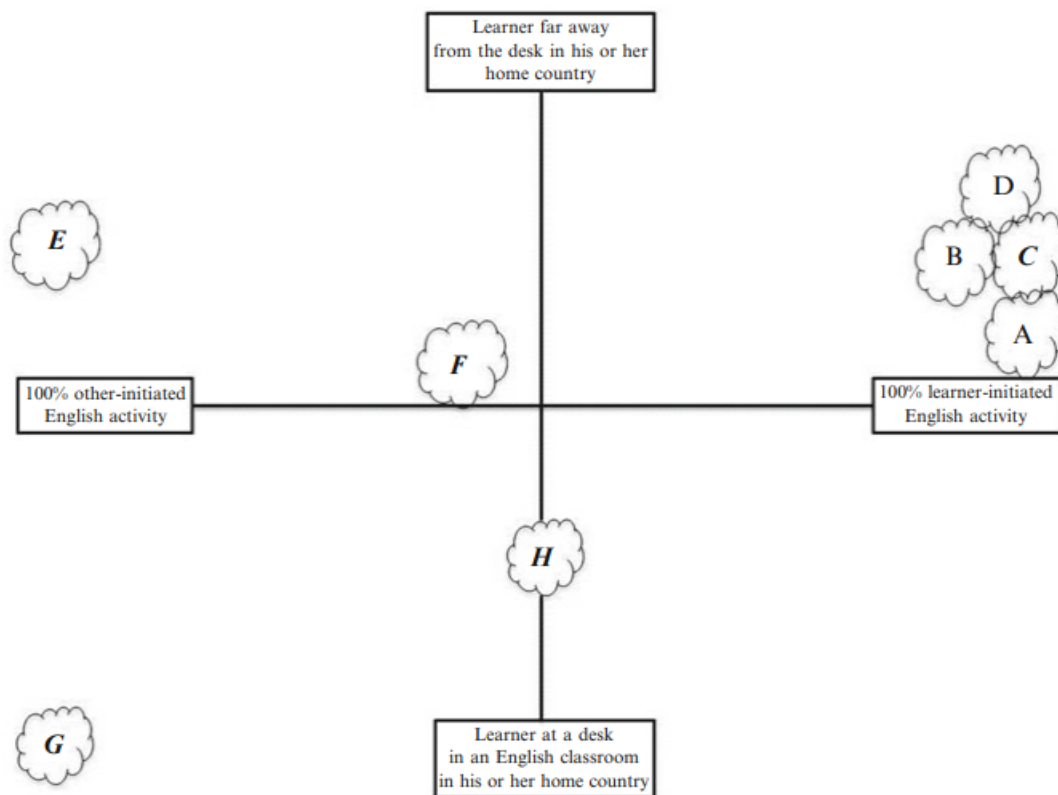 Learner far away
from the desk in his or her
home country
D
E
B
C
A
F
100% other-initiated
English activity
100% learner-initiated
English activity
H
G
Learner at a desk
in an English classroom
in his or her home country